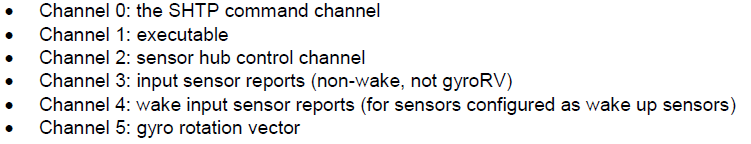 • Channel 0: the SHTP command channel
• Channel 1: executable
• Channel 2: sensor hub control channel
• Channel 3: input sensor reports (non-wake, not gyroRV)
• Channel 4: wake input sensor reports (for sensors configured as wake up sensors)
• Channel 5: gyro rotation vector